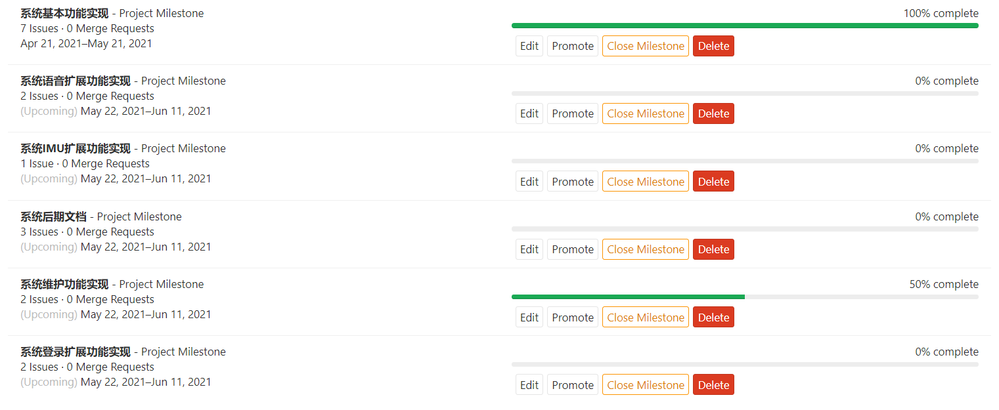 系统基本功能实现 - Project Milestone 100% complete
7 Issues · 0 Merge Requests
Apr 21, 2021–May 21, 2021 Edit Promote Close Milestone Delete
系统语音扩展功能实现 - Project Milestone 0% complete
2 Issues · 0 Merge Requests
(Upcoming) May 22, 2021–Jun 11, 2021 Edit Promote Close Milestone Delete
系统IMU扩展功能实现 - Project Milestone 0% complete
1 Issue · 0 Merge Requests
(Upcoming) May 22, 2021–Jun 11, 2021 Edit Promote Close Milestone Delete
系统后期文档 - Project Milestone 0% complete
3 Issues · 0 Merge Requests
(Upcoming) May 22, 2021–Jun 11, 2021 Edit Promote Close Milestone Delete
系统维护功能实现 - Project Milestone 50% complete
2 Issues · 0 Merge Requests
(Upcoming) May 22, 2021–Jun 11, 2021 Edit Promote Close Milestone Delete
系统登录扩展功能实现 - Project Milestone 0% complete
2 Issues · 0 Merge Requests
(Upcoming) May 22, 2021–Jun 11, 2021 Edit Promote Close Milestone Delete